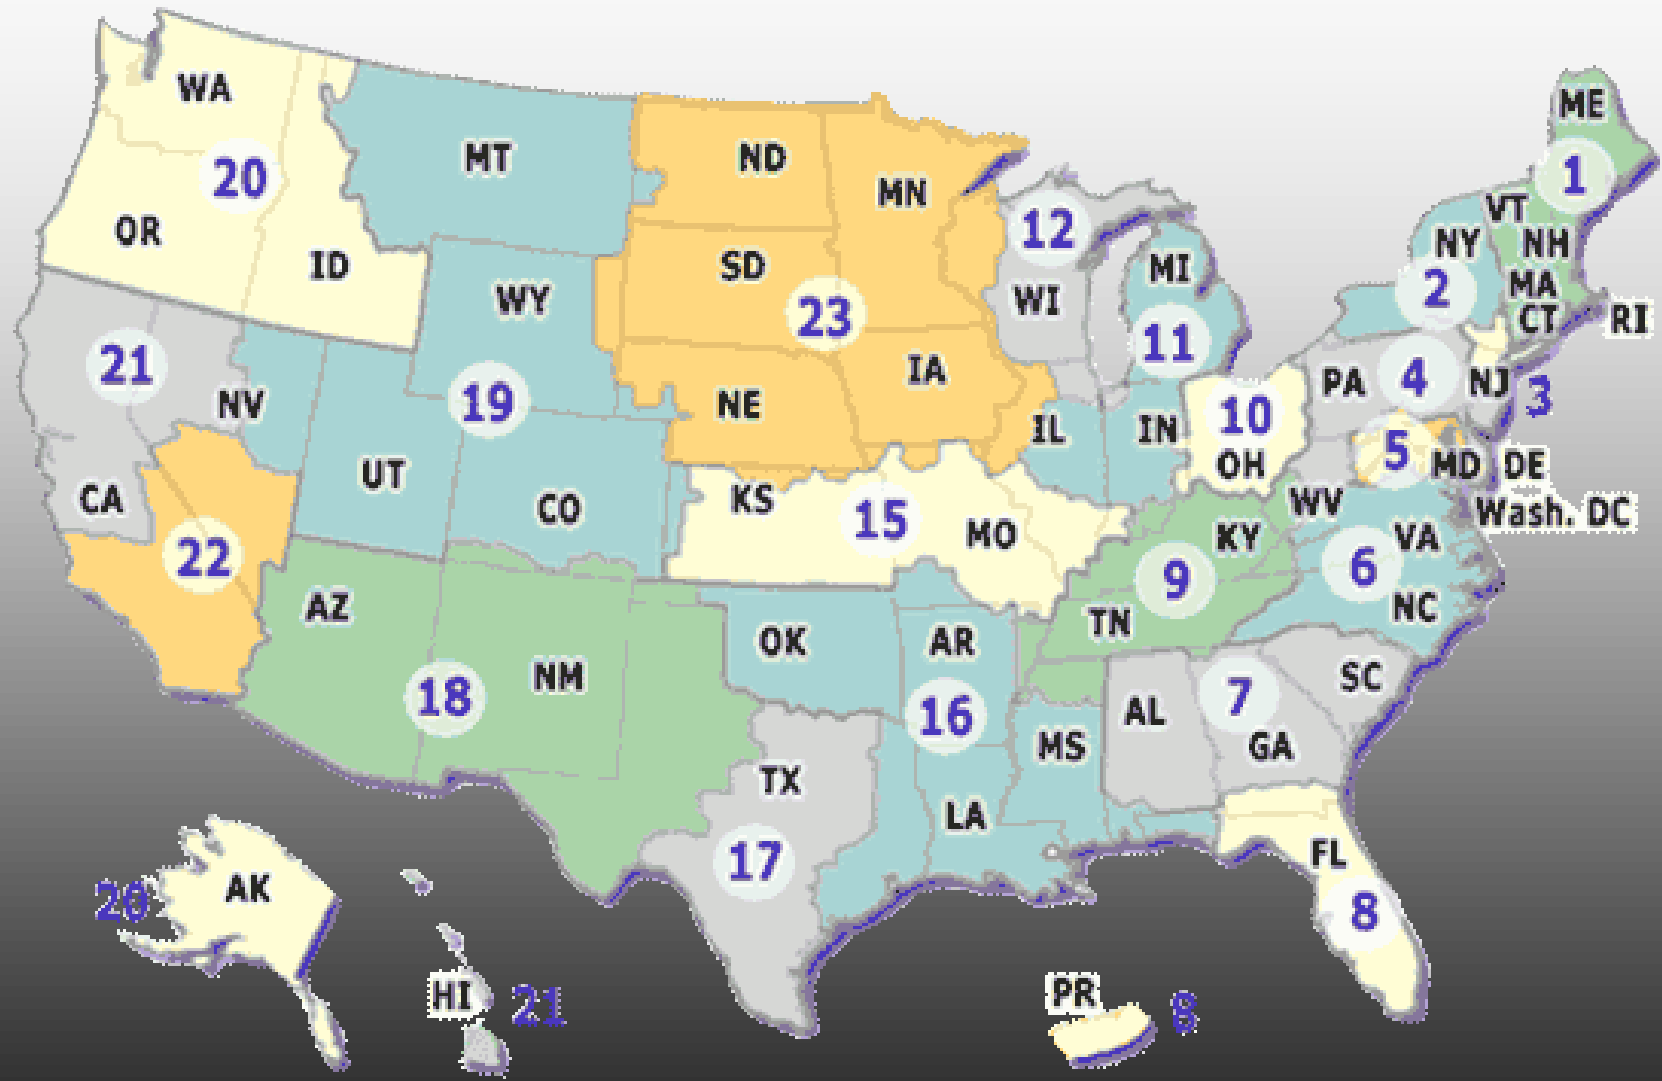 WA
ME
MT
ND
MN
1
20
VT
OR
12
NY
NH
ID
SD
MI
WY
WI
2
MA
23
CT
RI
11
21
IA
PA
4
NJ
3
NV
19
NE
10
IL
IN
5
UT
OH
MD
DE
CA
KS
CO
15
MO
WV
Wash. DC
22
KY
VA
6
9
AZ
NC
TN
OK
AR
NM
SC
18
7
16
AL
MS
GA
TX
LA
17
FL
AK
20
8
HI
21
PR
8